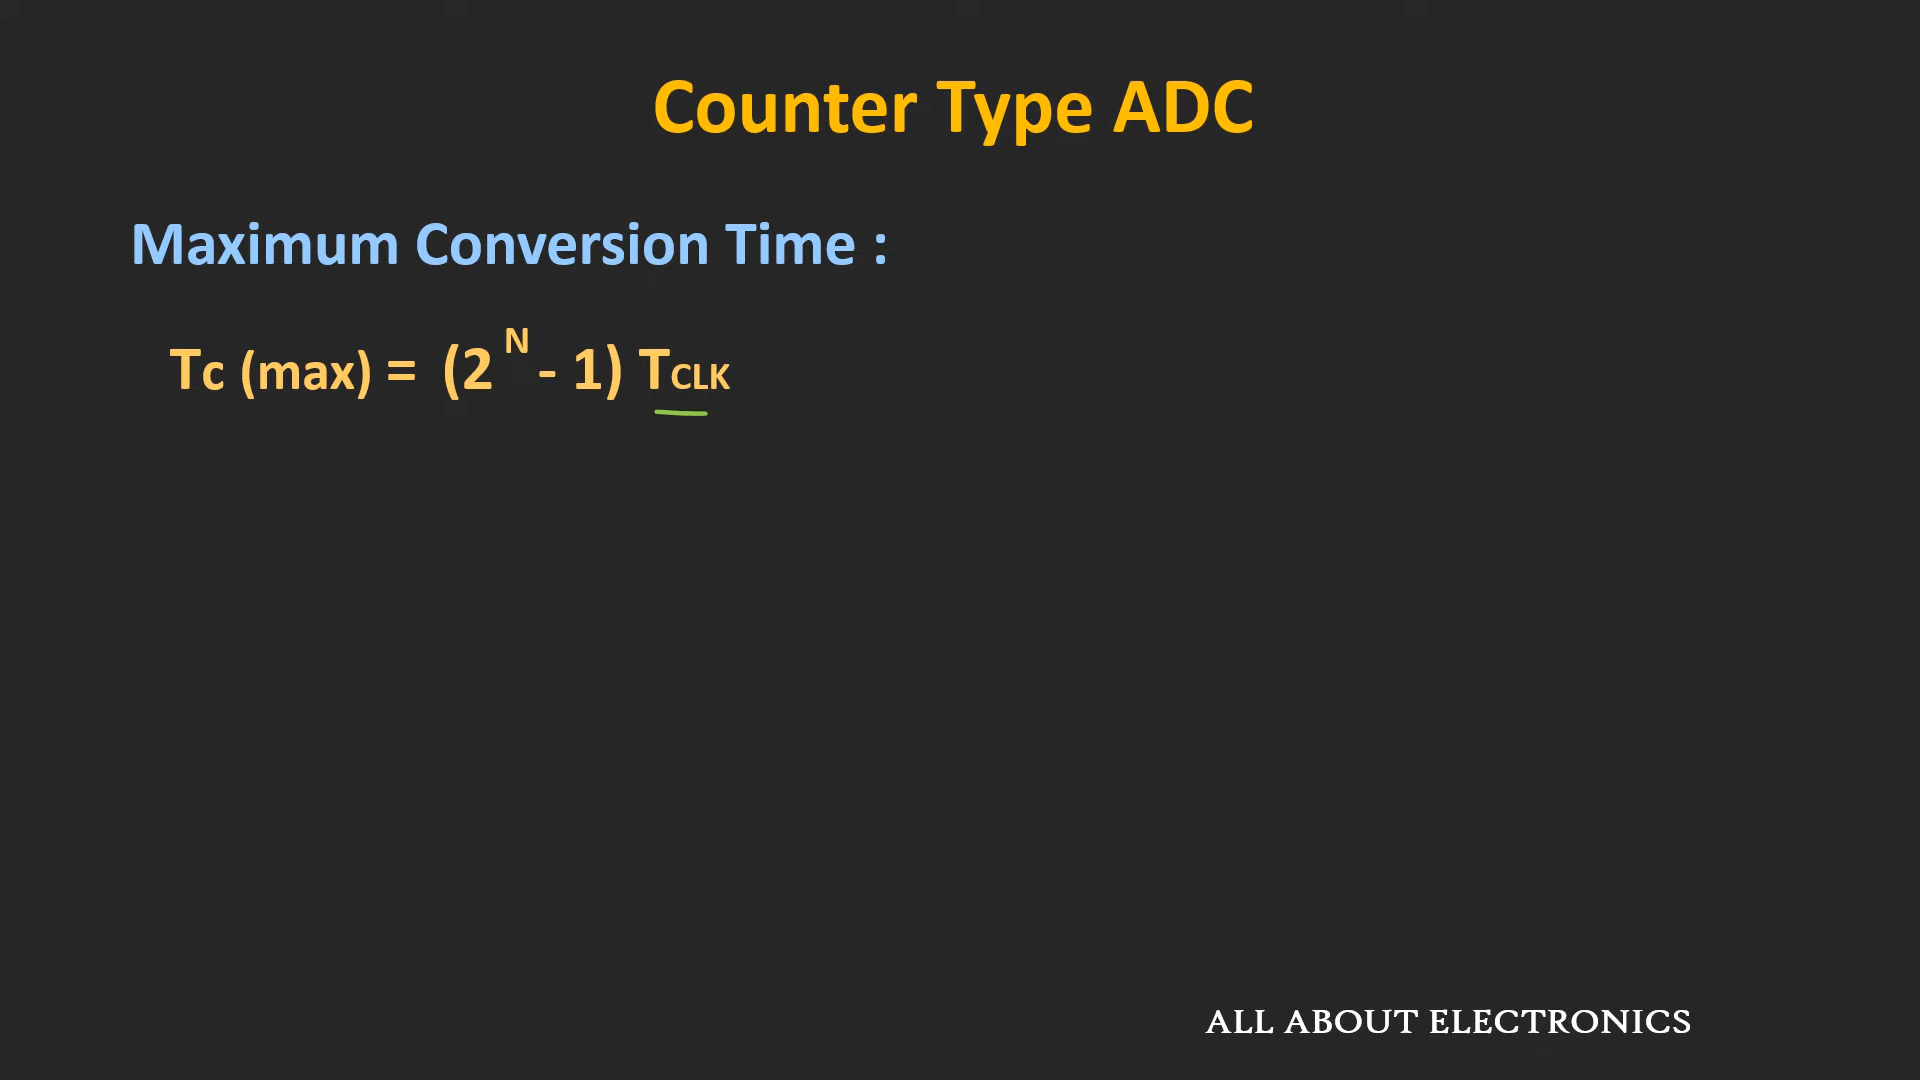 Counter Type ADC
Maximum Conversion Time :
Tc (max) = (2^N - 1) TCLK
ALL ABOUT ELECTRONICS